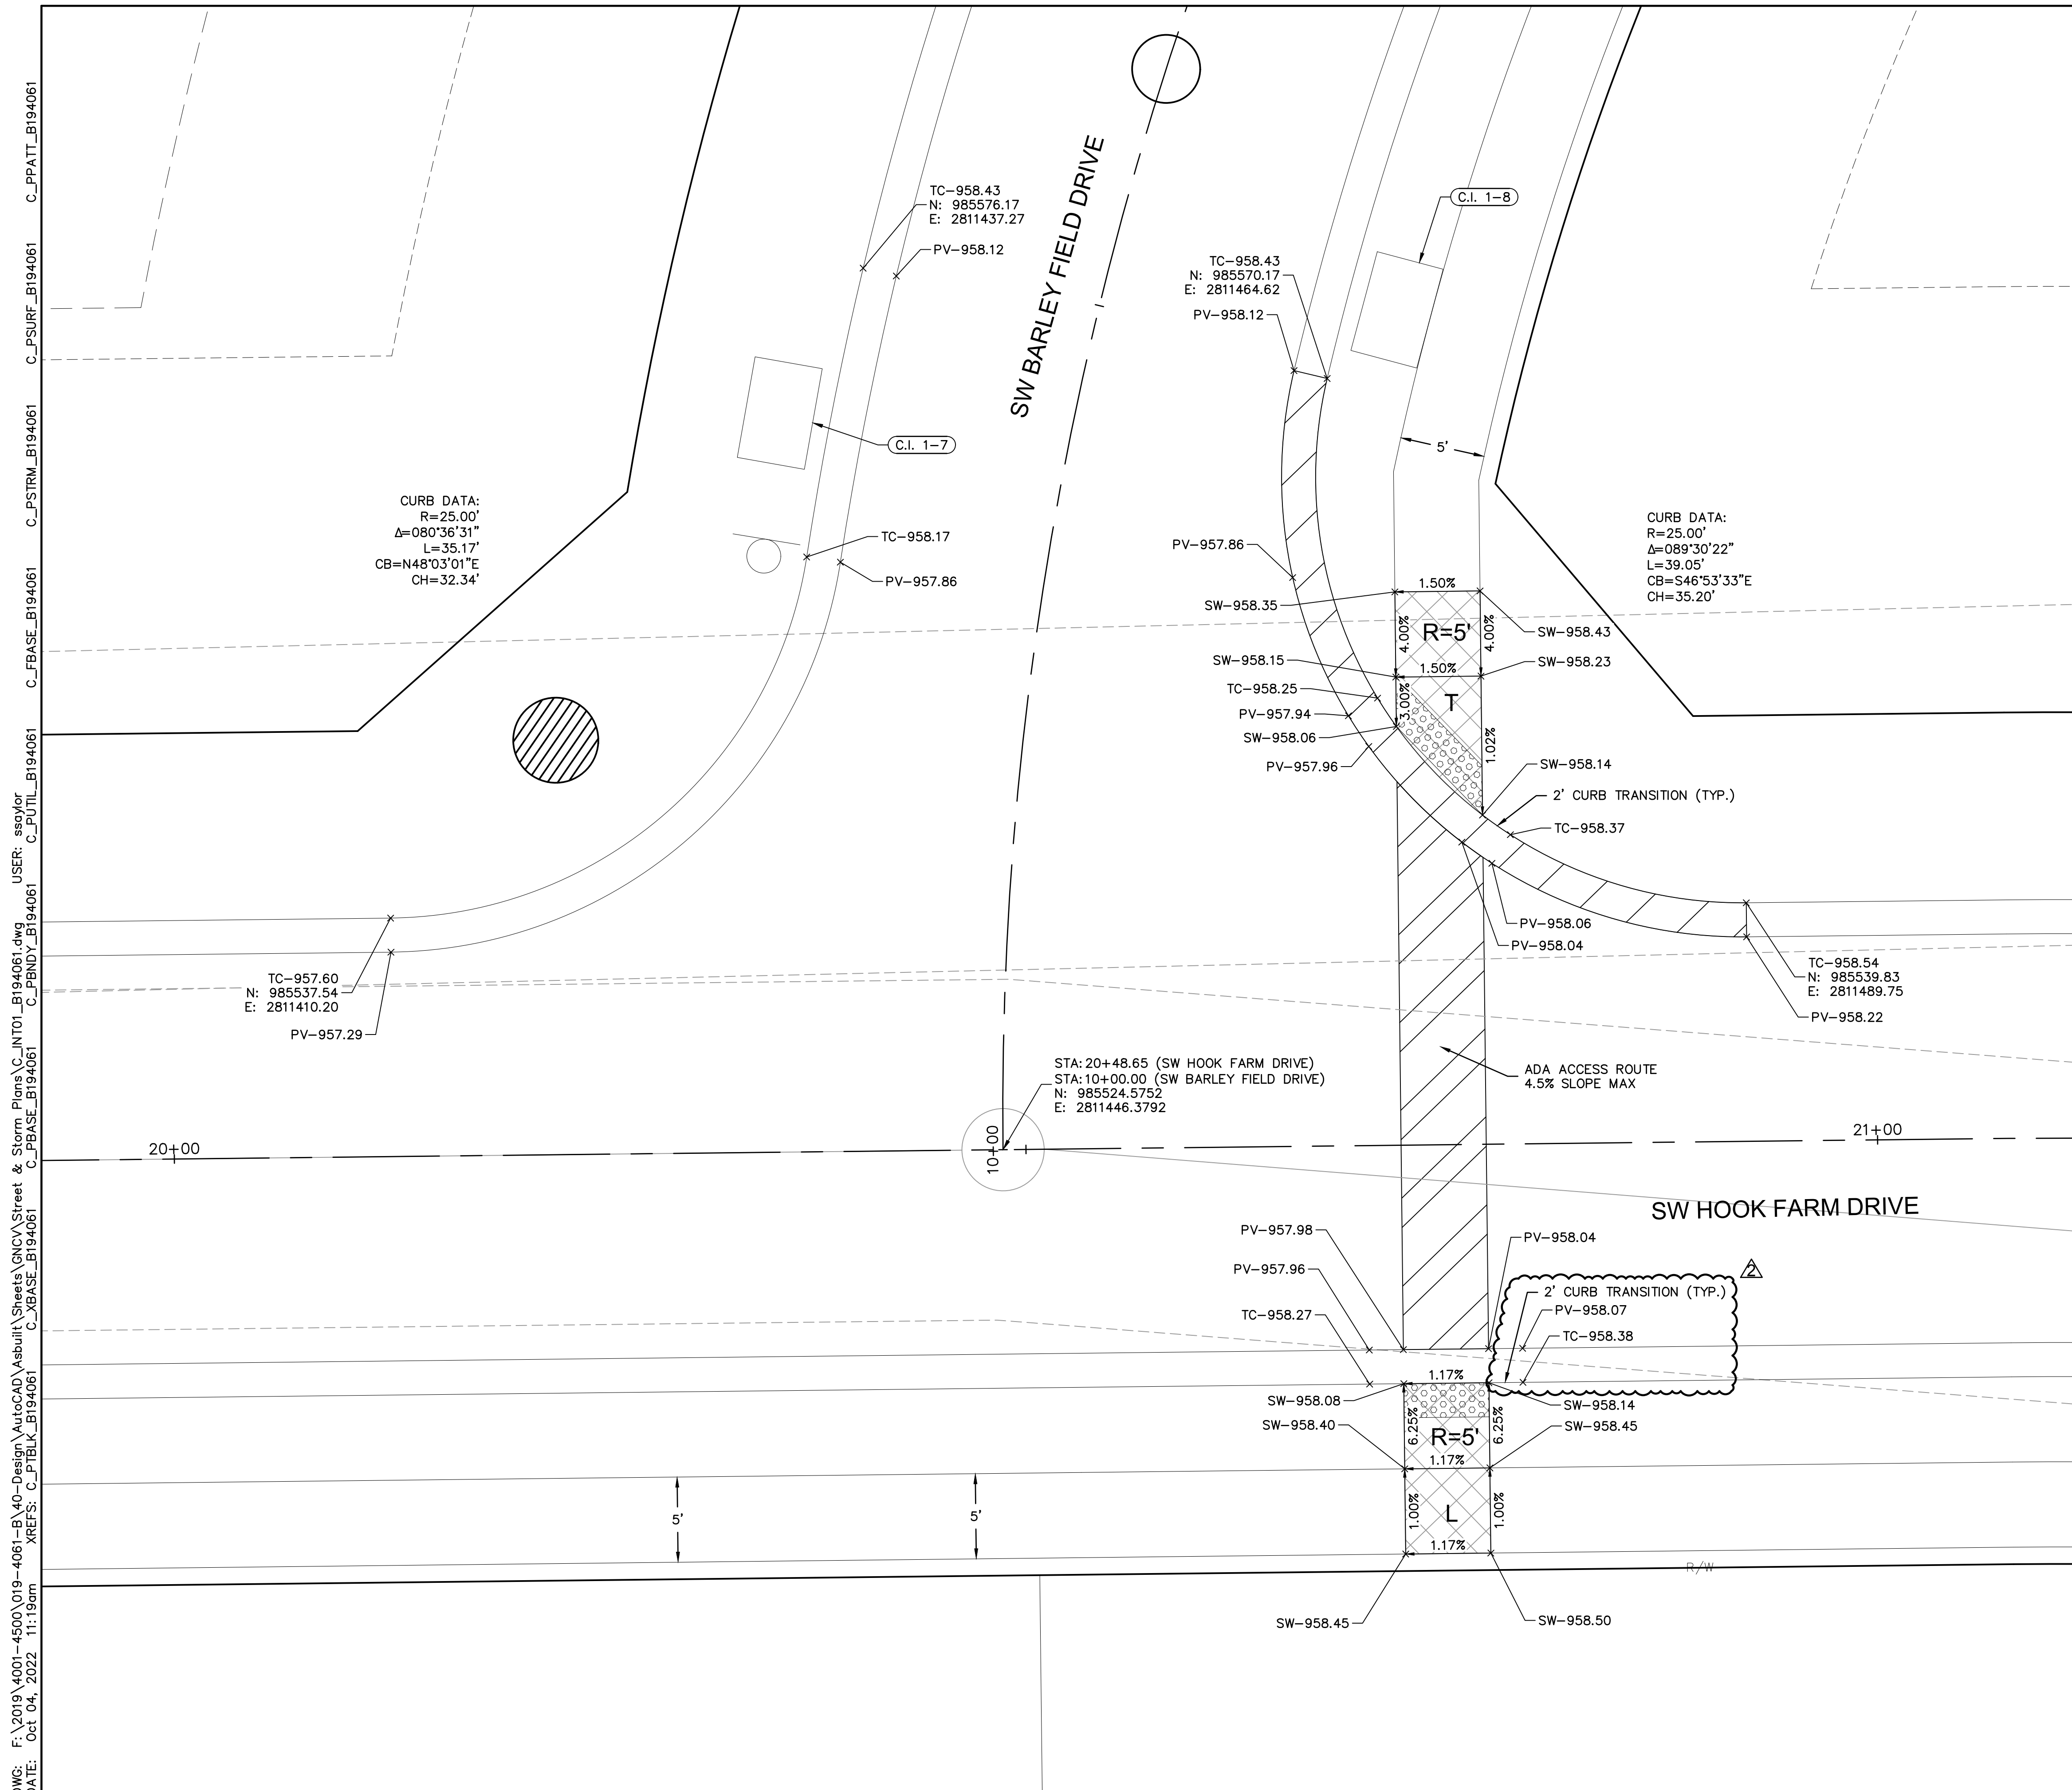 C.I. 1-8
TC-958.43
N: 985576.17
E: 2811437.27
PV-958.12
SW BARLEY FIELD DRIVE
TC-958.43
N: 985570.17
E: 2811464.62
PV-958.12
C.I. 1-7
5'
CURB DATA:
R=25.00'
Δ=080°36'31"
L=35.17'
CB=N48°03'01"E
CH=32.34'
CURB DATA:
R=25.00'
Δ=089°30'22"
L=39.05'
CB=S46°53'33"E
CH=35.20'
TC-958.17
PV-957.86
PV-957.86
1.50%
SW-958.35
4.00%
R=5'
4.00%
SW-958.43
SW-958.15
1.50%
SW-958.23
TC-958.25
3.00%
T
PV-957.94
SW-958.06
1.02%
PV-957.96
SW-958.14
2' CURB TRANSITION (TYP.)
TC-958.37
PV-958.06
PV-958.04
TC-957.60
N: 985537.54
E: 2811410.20
PV-957.29
TC-958.54
N: 985539.83
E: 2811489.75
PV-958.22
STA:20+48.65 (SW HOOK FARM DRIVE)
STA:10+00.00 (SW BARLEY FIELD DRIVE)
N: 985524.5752
E: 2811446.3792
ADA ACCESS ROUTE
4.5% SLOPE MAX
20+00
10+00
21+00
SW HOOK FARM DRIVE
PV-957.98
PV-958.04
PV-957.96
2
2' CURB TRANSITION (TYP.)
PV-958.07
TC-958.27
TC-958.38
1.17%
SW-958.08
SW-958.14
SW-958.40
6.25%
R=5'
6.25%
SW-958.45
1.17%
5'
5'
1.00%
L
1.00%
1.17%
R/W
SW-958.45
SW-958.50
DWG: F:\2019\4001-4500\019-4061-B\40-Design\AutoCAD\Asbuilt\Sheets\GNCV\Street & Storm Plans\C_INT01_B194061.dwg USER: ssaylor
DATE: Oct 04, 2022 11:19am XREFS: C_PTBLK_B194061 C_XBASE_B194061 C_PBASE_B194061 C_PBNDY_B194061 C_PUTIL_B194061 C_FBASE_B194061 C_PSTRM_B194061 C_PSURF_B194061 C_PPATT_B194061